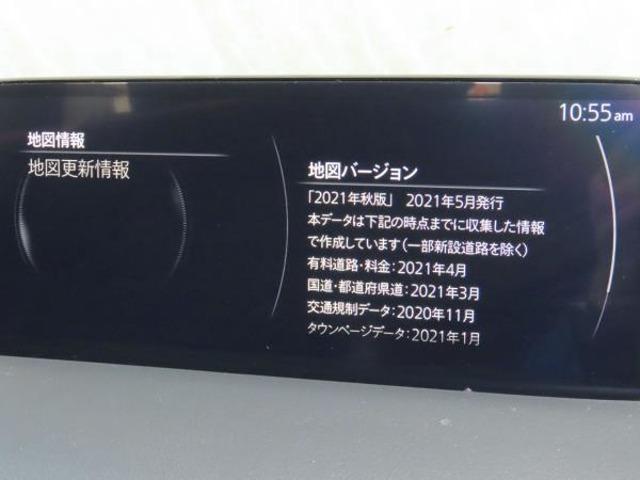 10:55am
地図情報
地図更新情報
地図バージョン
「2021年秋版」 2021年5月発行
本データは下記の時点までに収集した情報
で作成しています(一部新設道路を除く)
有料道路・料金:2021年4月
国道・都道府県道:2021年3月
交通規制データ:2020年11月
タウンページデータ:2021年1月